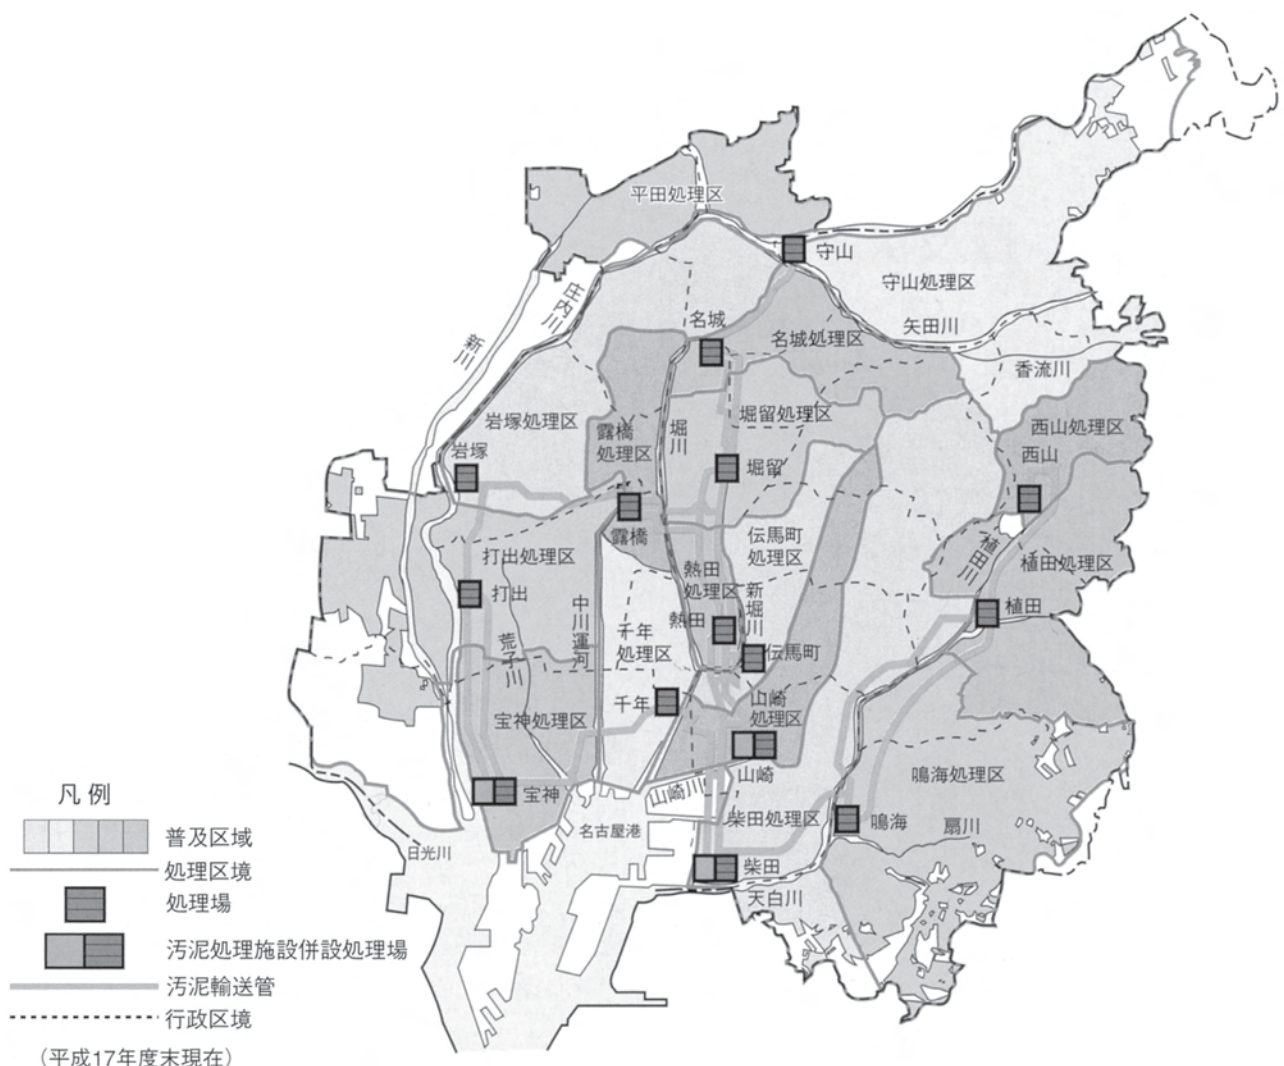 平田処理区
守山
守山処理区
庄内川
新川
名城
名城処理区
矢田川
香流川
岩塚処理区
岩塚
露橋
処理区
堀川
堀留処理区
堀留
西山処理区
西山
露橋
伝馬町
処理区
打出処理区
打出
熱田
処理区
新堀川
植田川
植田処理区
植田
中川運河
荒子川
千年
処理区
熱田
伝馬町
千年
山崎
処理区
宝神処理区
山崎
鳴海処理区
宝神
山崎川
柴田処理区
鳴海
扇川
名古屋港
日光川
柴田
天白川
凡例
普及区域
処理区境
処理場
汚泥処理施設併設処理場
汚泥輸送管
行政区境
（平成17年度末現在）